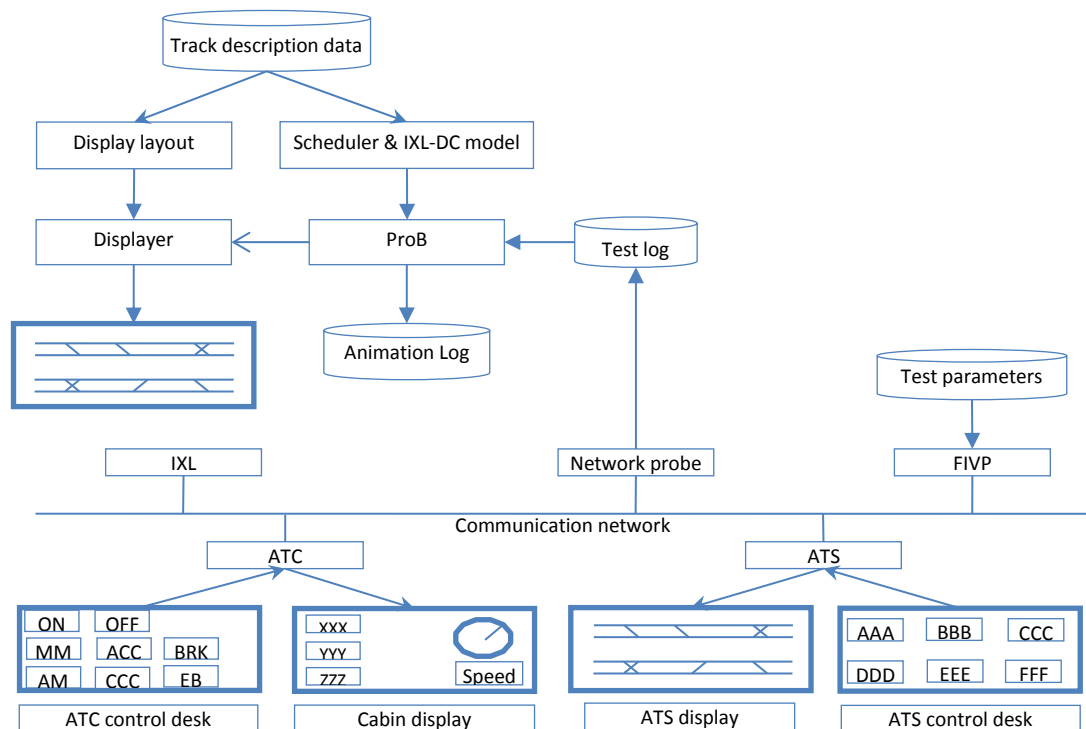 Track description data
Display layout
Scheduler & IXL-DC model
Displayer
ProB
Test log
Animation Log
Test parameters
IXL
Network probe
FIVP
Communication network
ATC
ATS
ON OFF
MM ACC BRK
AM CCC EB
XXX
YYY
ZZZ
Speed
AAA BBB CCC
DDD EEE FFF
ATC control desk
Cabin display
ATS display
ATS control desk